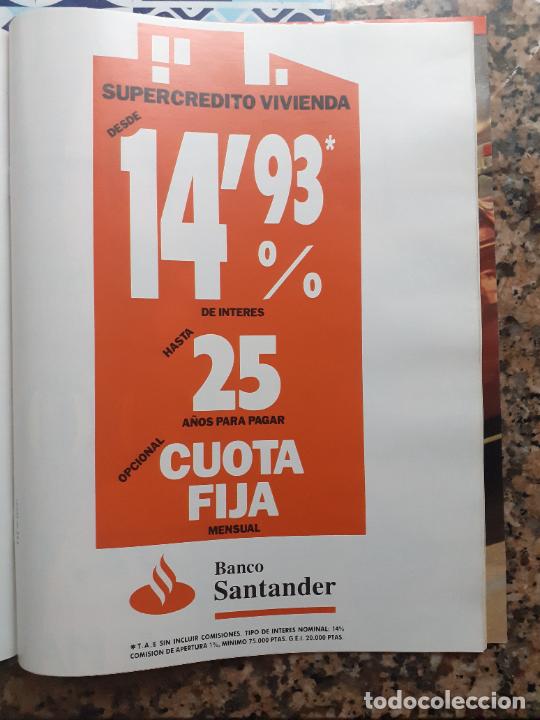 SUPERCREDITO VIVIENDA
DESDE
14'93*
%
DE INTERES
HASTA
25
AÑOS PARA PAGAR
OPCIONAL
CUOTA
FIJA
MENSUAL
Banco
Santander
* T.A.E SIN INCLUIR COMISIONES. TIPO DE INTERES NOMINAL: 14%
COMISION DE APERTURA 1%, MINIMO 75.000 PTAS. G.E.I. 20.000 PTAS.
todocoleccion.net